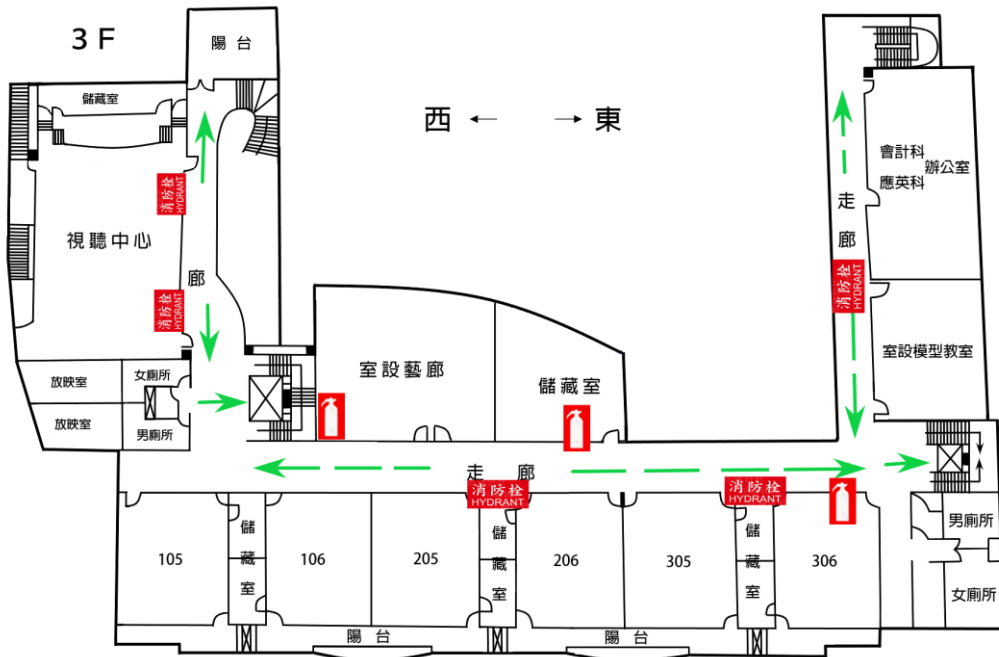 3 F
陽 台
儲藏室
西 ← → 東
會計科
應英科
辦公室
消防栓
HYDRANT
走
廊
視聽中心
廊
消防栓
HYDRANT
消防栓
HYDRANT
室設模型教室
放映室
女廁所
室設藝廊
儲藏室
放映室
男廁所
走 廊
消防栓
HYDRANT
消防栓
HYDRANT
男廁所
女廁所
105
儲
藏
室
106
205
儲
藏
室
206
305
儲
藏
室
306
陽 台
陽 台